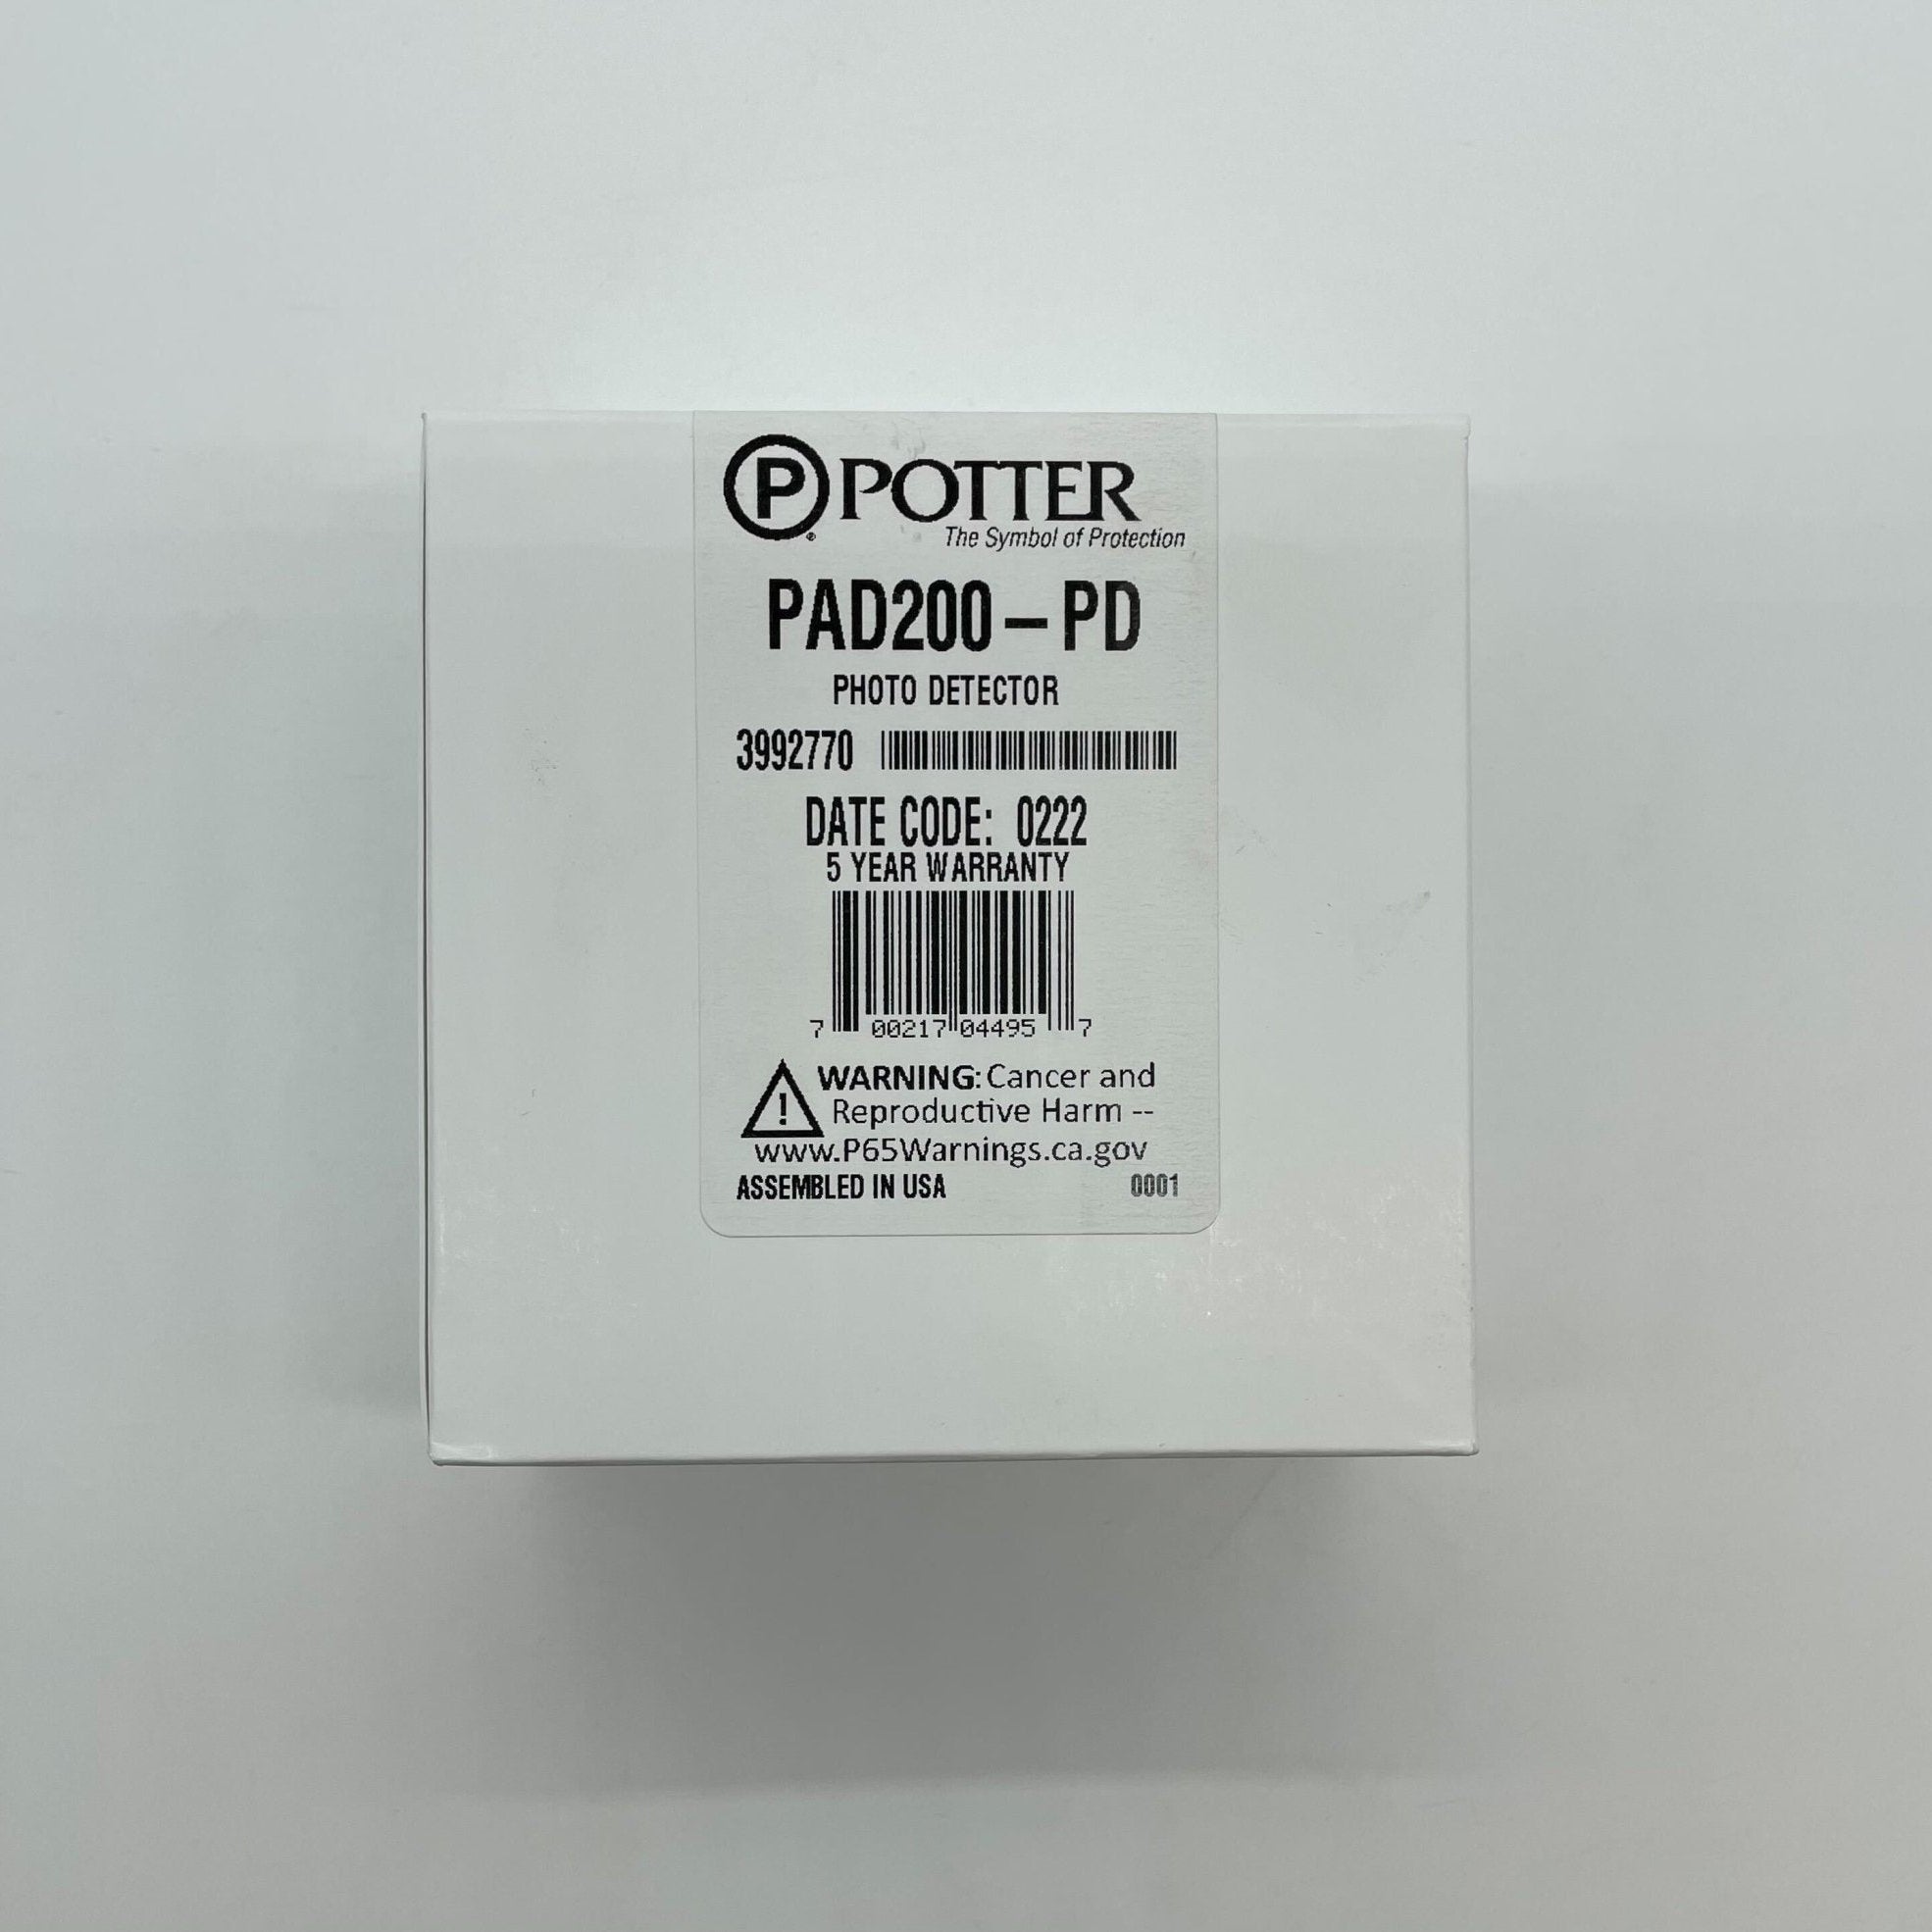 P POTTER
®
The Symbol of Protection
PAD200-PD
PHOTO DETECTOR
3992770
DATE CODE: 0222
5 YEAR WARRANTY
7 00217 04495 7
! WARNING: Cancer and
Reproductive Harm --
www.P65Warnings.ca.gov
ASSEMBLED IN USA 0001